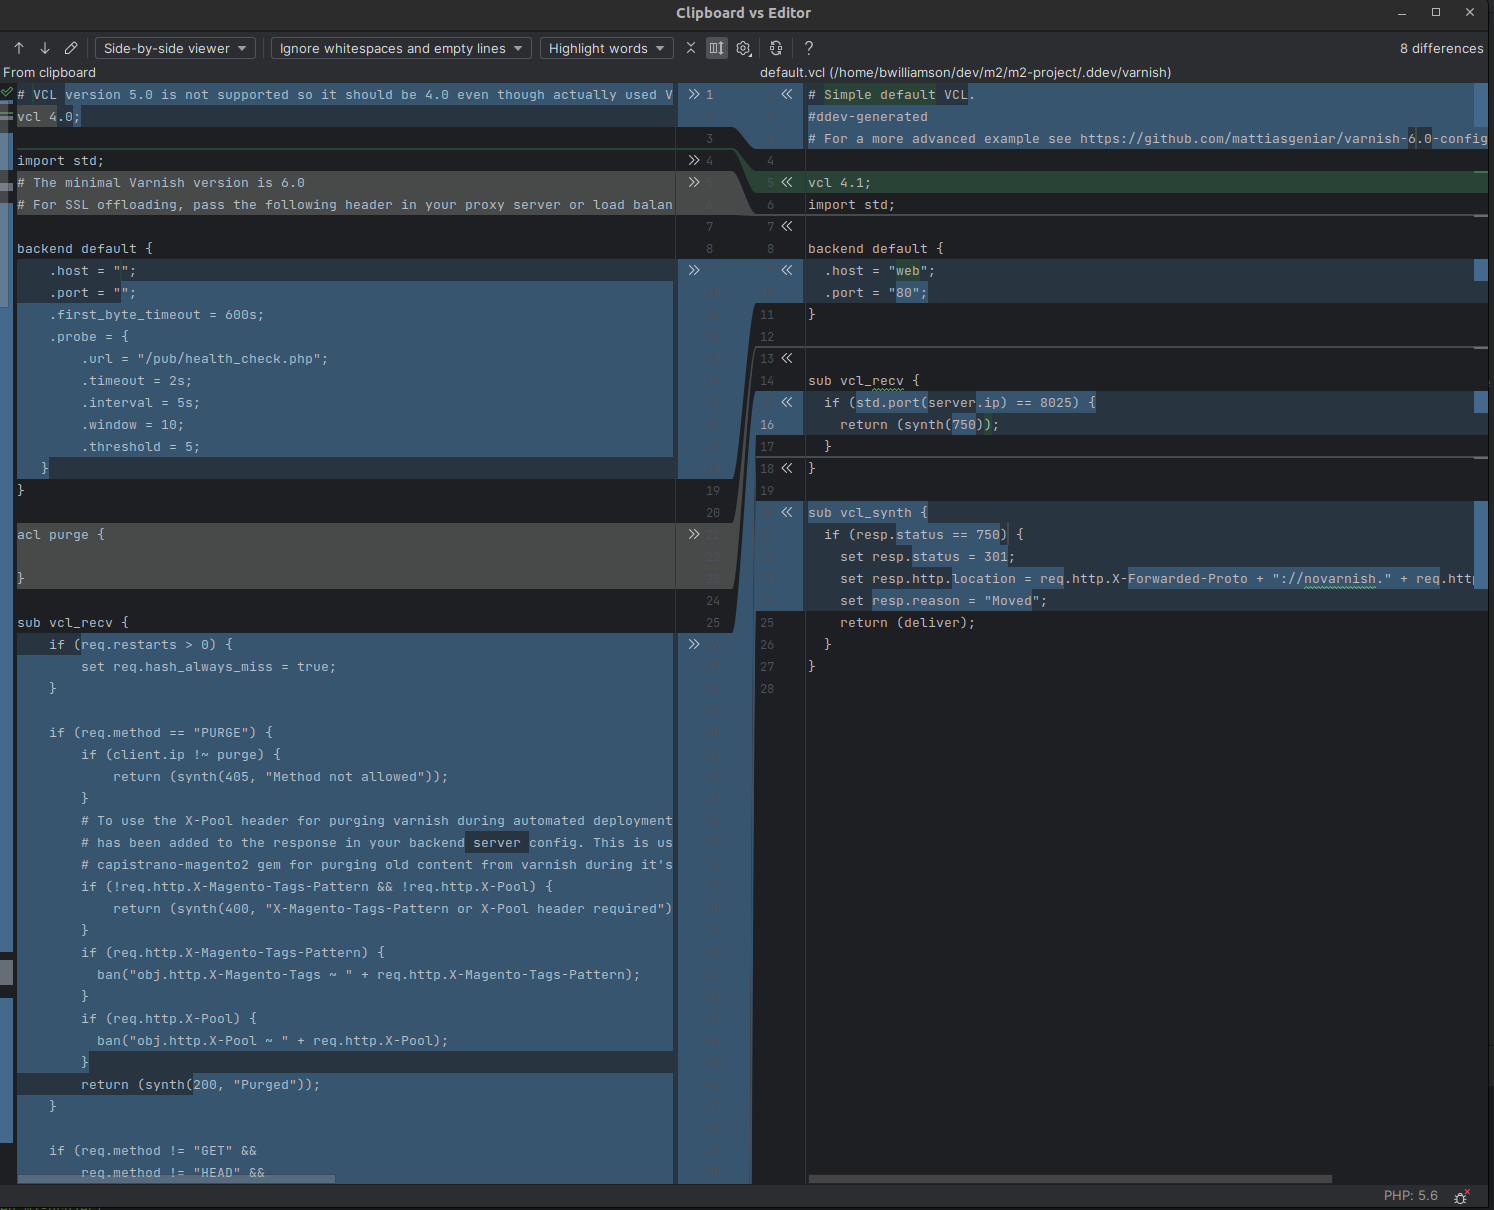 Clipboard vs Editor
Side-by-side viewer
Ignore whitespaces and empty lines
Highlight words
?
8 differences
From clipboard
# VCL version 5.0 is not supported so it should be 4.0 even though actually used V
vcl 4.0;
import std;
# The minimal Varnish version is 6.0
# For SSL offloading, pass the following header in your proxy server or load balan
backend default {
.host = "";
.port = "";
.first_byte_timeout = 600s;
.probe = {
.url = "/pub/health_check.php";
.timeout = 2s;
.interval = 5s;
.window = 10;
.threshold = 5;
}
}
acl purge {
}
sub vcl_recv {
if (req.restarts > 0) {
set req.hash_always_miss = true;
}
if (req.method == "PURGE") {
if (client.ip !~ purge) {
return (synth(405, "Method not allowed"));
}
# To use the X-Pool header for purging varnish during automated deployment
# has been added to the response in your backend server config. This is us
# capistrano-magento2 gem for purging old content from varnish during it's
if (!req.http.X-Magento-Tags-Pattern && !req.http.X-Pool) {
return (synth(400, "X-Magento-Tags-Pattern or X-Pool header required")
}
if (req.http.X-Magento-Tags-Pattern) {
ban("obj.http.X-Magento-Tags ~ " + req.http.X-Magento-Tags-Pattern);
}
if (req.http.X-Pool) {
ban("obj.http.X-Pool ~ " + req.http.X-Pool);
}
return (synth(200, "Purged"));
}
if (req.method != "GET" &&
req.method != "HEAD" &&
1
3
4
7
8
19
20
24
25
default.vcl (/home/bwilliamson/dev/m2/m2-project/.ddev/varnish)
# Simple default VCL.
#ddev-generated
# For a more advanced example see https://github.com/mattiasgeniar/varnish-6.0-config
4
5 vcl 4.1;
6 import std;
7
8 backend default {
.host = "web";
.port = "80";
11 }
12
13
14 sub vcl_recv {
if (std.port(server.ip) == 8025) {
16 return (synth(750));
17 }
18 }
19
sub vcl_synth {
if (resp.status == 750) {
set resp.status = 301;
set resp.http.location = req.http.X-Forwarded-Proto + "://novarnish." + req.http
set resp.reason = "Moved";
25 return (deliver);
26 }
27 }
28
PHP: 5.6